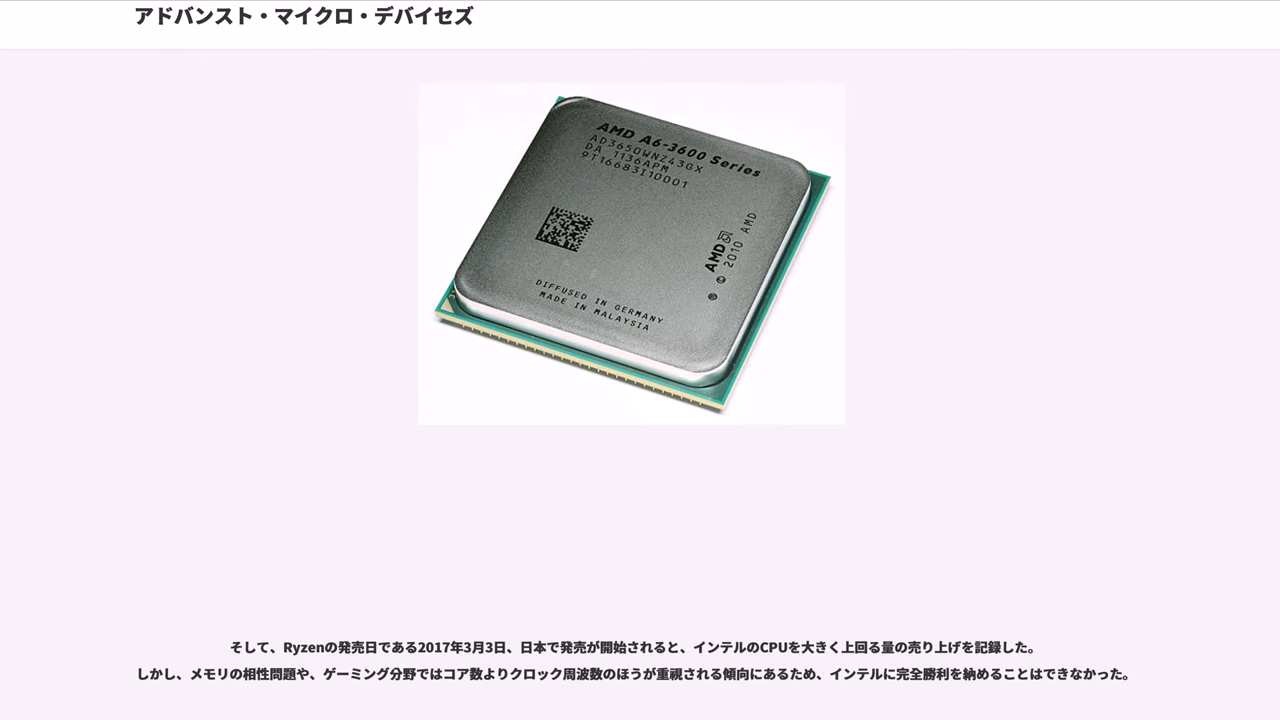 アドバンスト・マイクロ・デバイセズ
AMD A6-3600 Series
AD3650WNZ43GX
DA 1136APM
9T16683I10001
AMD
® © 2010 AMD
DIFFUSED IN GERMANY
MADE IN MALAYSIA
そして、Ryzenの発売日である2017年3月3日、日本で発売が開始されると、インテルのCPUを大きく上回る量の売り上げを記録した。
しかし、メモリの相性問題や、ゲーミング分野ではコア数よりクロック周波数のほうが重視される傾向にあるため、インテルに完全勝利を納めることはできなかった。